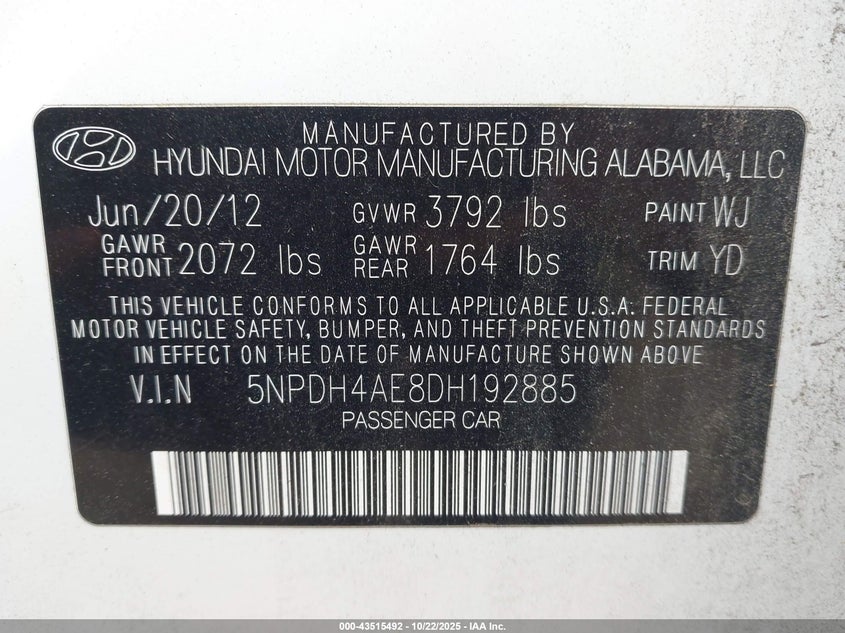 MANUFACTURED BY
HYUNDAI MOTOR MANUFACTURING ALABAMA, LLC
Jun/20/12 GVWR 3792 lbs PAINT WJ
GAWR FRONT 2072 lbs GAWR REAR 1764 lbs TRIM YD
THIS VEHICLE CONFORMS TO ALL APPLICABLE U.S.A. FEDERAL
MOTOR VEHICLE SAFETY, BUMPER, AND THEFT PREVENTION STANDARDS
IN EFFECT ON THE DATE OF MANUFACTURE SHOWN ABOVE
V.I.N 5NPDH4AE8DH192885
PASSENGER CAR
000-43515492 - 10/22/2025 - IAA Inc.